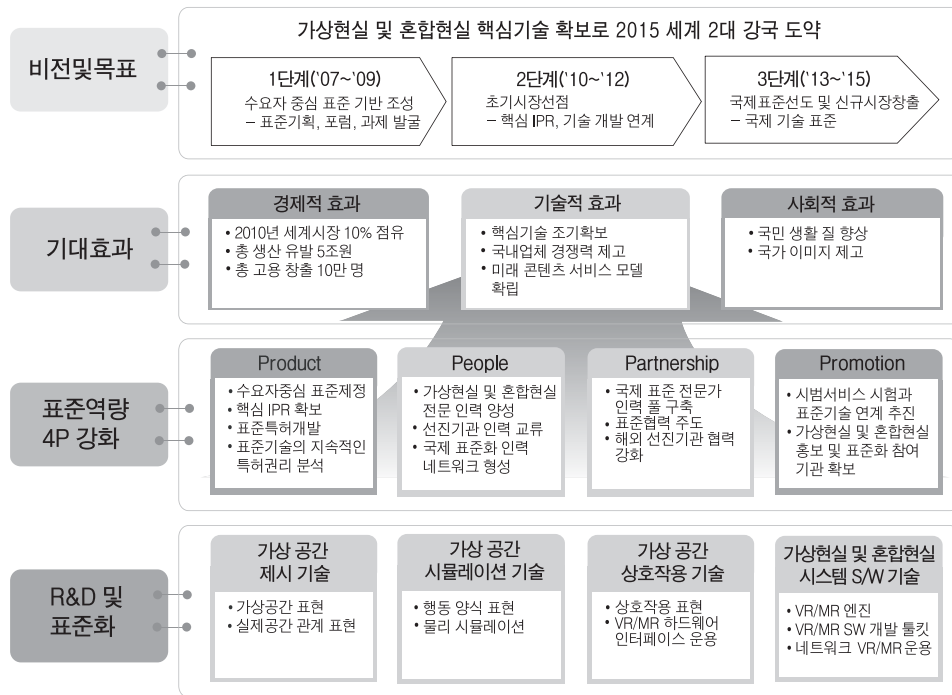 비전및목표
가상현실 및 혼합현실 핵심기술 확보로 2015 세계 2대 강국 도약
1단계('07~'09)
수요자 중심 표준 기반 조성
– 표준기획, 포럼, 과제 발굴
2단계('10~'12)
초기시장선점
– 핵심 IPR, 기술 개발 연계
3단계('13~'15)
국제표준선도 및 신규시장창출
– 국제 기술 표준
기대효과
경제적 효과
• 2010년 세계시장 10% 점유
• 총 생산 유발 5조원
• 총 고용 창출 10만 명
기술적 효과
• 핵심기술 조기확보
• 국내업체 경쟁력 제고
• 미래 콘텐츠 서비스 모델
확립
사회적 효과
• 국민 생활 질 향상
• 국가 이미지 제고
표준역량
4P 강화
Product
• 수요자중심 표준제정
• 핵심 IPR 확보
• 표준특허개발
• 표준기술의 지속적인
특허권리 분석
People
• 가상현실 및 혼합현실
전문 인력 양성
• 선진기관 인력 교류
• 국제 표준화 인력
네트워크 형성
Partnership
• 국제 표준 전문가
인력 풀 구축
• 표준협력 주도
• 해외 선진기관 협력
강화
Promotion
• 시범서비스 시험과
표준기술 연계 추진
• 가상현실 및 혼합현실
홍보 및 표준화 참여
기관 확보
R&D 및
표준화
가상 공간
제시 기술
• 가상공간 표현
• 실제공간 관계 표현
가상 공간
시뮬레이션 기술
• 행동 양식 표현
• 물리 시뮬레이션
가상 공간
상호작용 기술
• 상호작용 표현
• VR/MR 하드웨어
인터페이스 운용
가상현실 및 혼합현실
시스템 S/W 기술
• VR/MR 엔진
• VR/MR SW 개발 툴킷
• 네트워크 VR/MR 운용